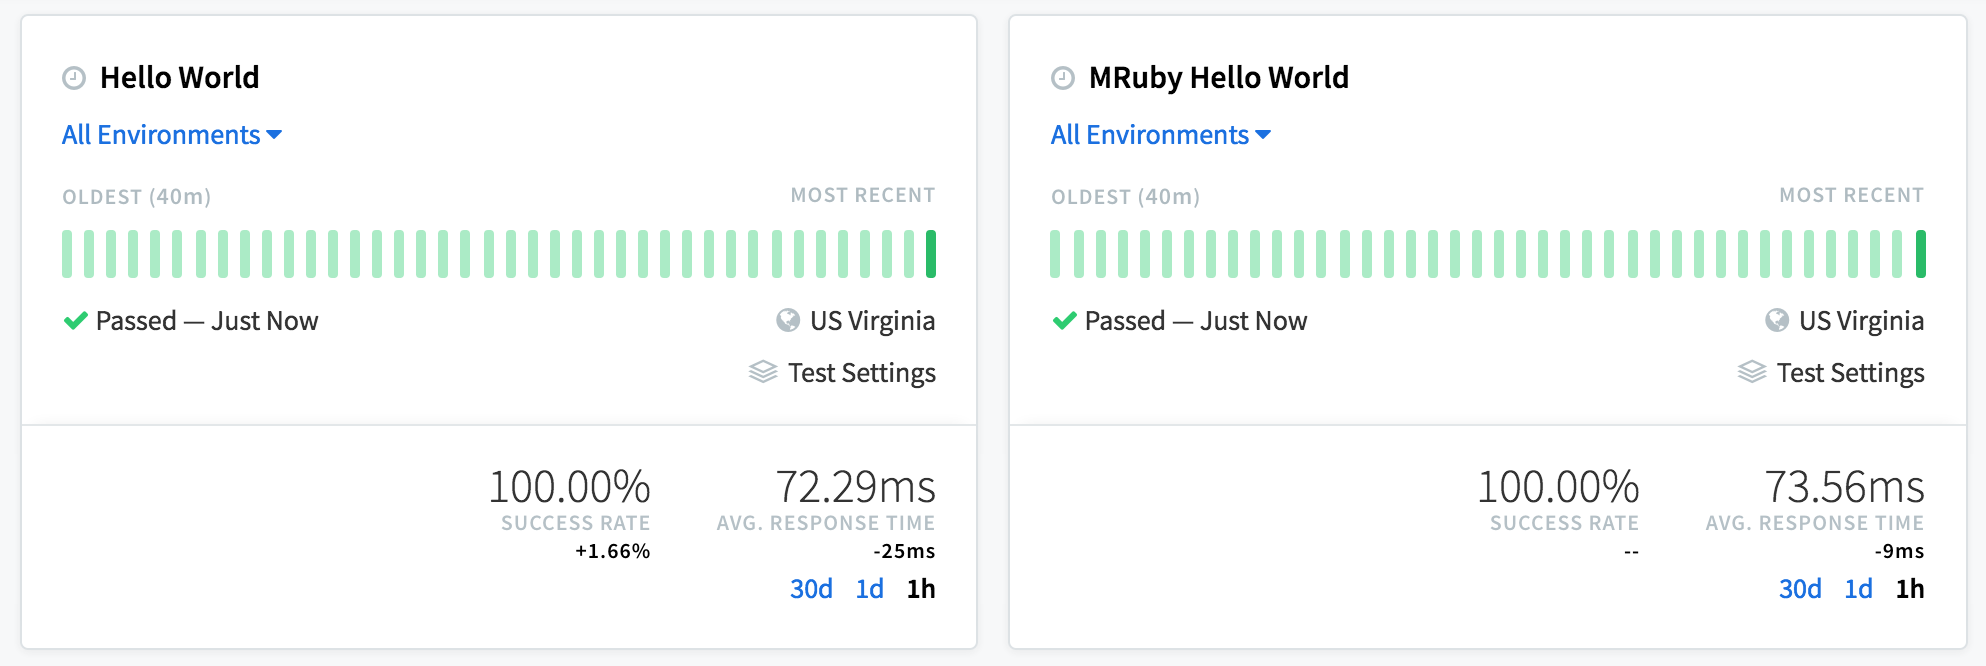 Hello World
All Environments
OLDEST (40m)
MOST RECENT
Passed — Just Now
US Virginia
Test Settings
100.00%
SUCCESS RATE
+1.66%
72.29ms
AVG. RESPONSE TIME
-25ms
30d 1d 1h
MRuby Hello World
All Environments
OLDEST (40m)
MOST RECENT
Passed — Just Now
US Virginia
Test Settings
100.00%
SUCCESS RATE
--
73.56ms
AVG. RESPONSE TIME
-9ms
30d 1d 1h